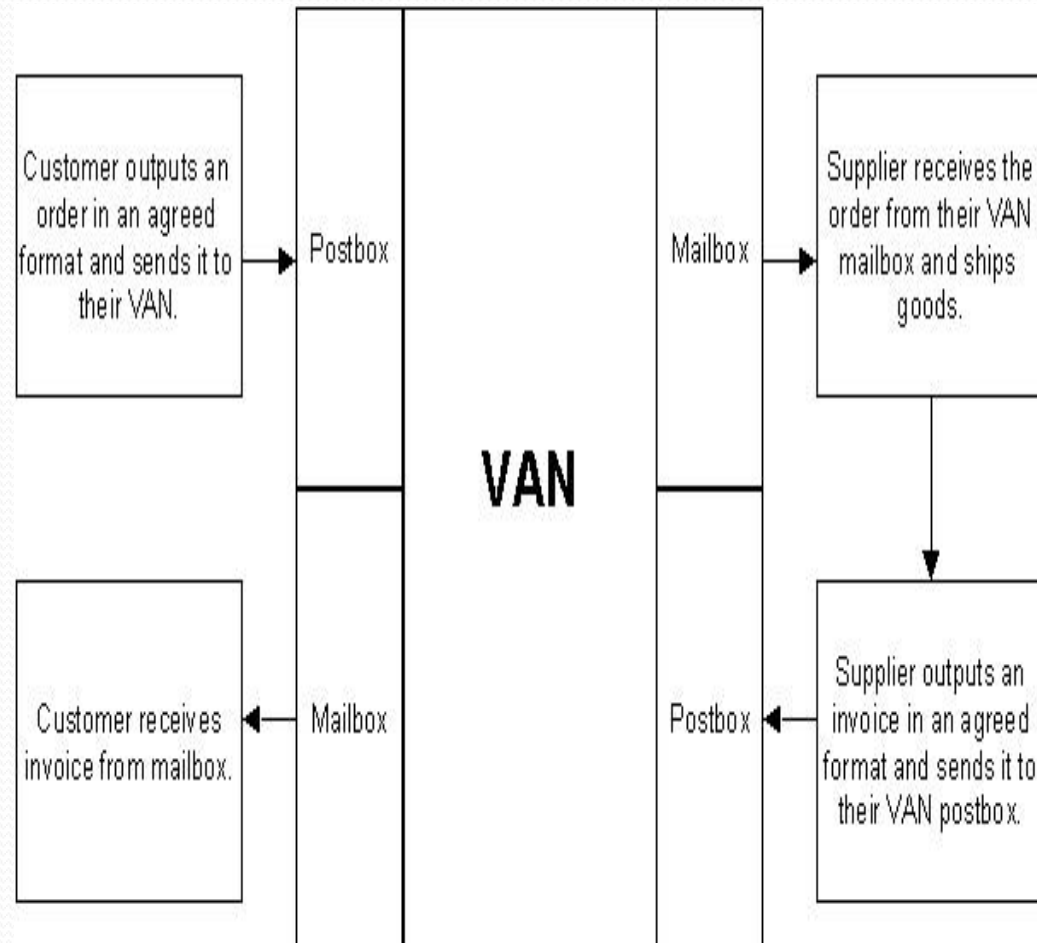 Customer outputs an
order in an agreed
format and sends it to
their VAN.
Postbox
VAN
Mailbox
Supplier receives the
order from their VAN
mailbox and ships
goods.
Customer receives
invoice from mailbox.
Mailbox
Postbox
Supplier outputs an
invoice in an agreed
format and sends it to
their VAN postbox.